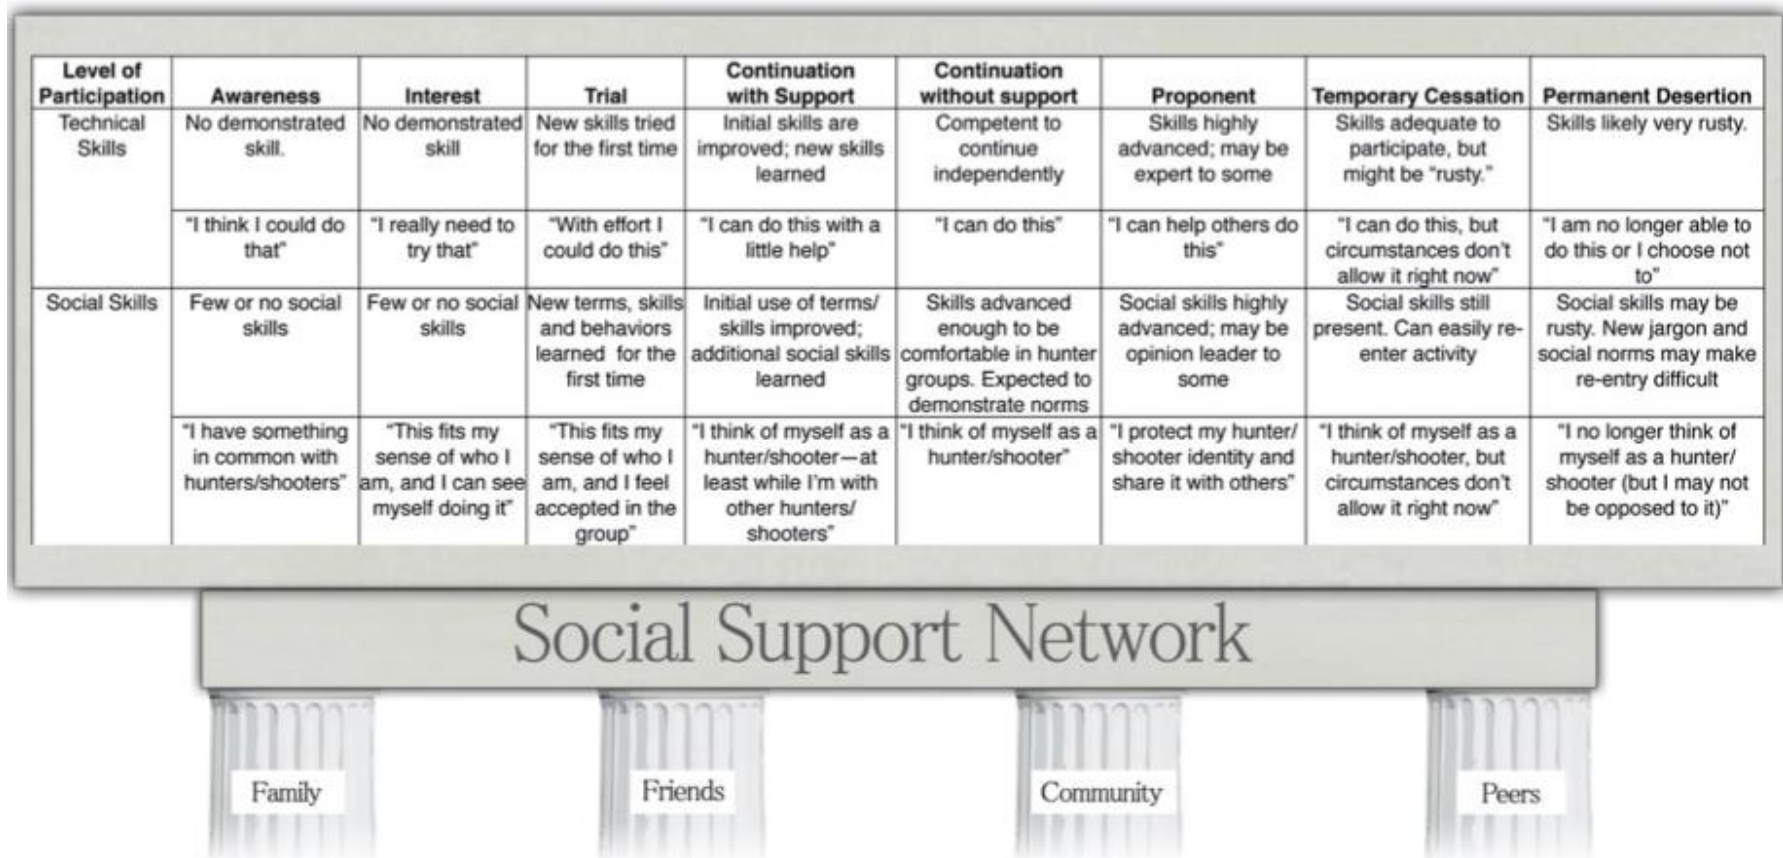 Level of
Participation
Awareness
Interest
Trial
Continuation
with Support
Continuation
without support
Proponent
Temporary Cessation
Permanent Desertion
Technical
Skills
No demonstrated
skill.
No demonstrated
skill
New skills tried
for the first time
Initial skills are
improved; new skills
learned
Competent to
continue
independently
Skills highly
advanced; may be
expert to some
Skills adequate to
participate, but
might be “rusty.”
Skills likely very rusty.
“I think I could do
that”
“I really need to
try that”
“With effort I
could do this”
“I can do this with a
little help”
“I can do this”
“I can help others do
this”
“I can do this, but
circumstances don’t
allow it right now”
“I am no longer able to
do this or I choose not
to”
Social Skills
Few or no social
skills
Few or no social
skills
New terms, skills
and behaviors
learned for the
first time
Initial use of terms/
skills improved;
additional social skills
learned
Skills advanced
enough to be
comfortable in hunter
groups. Expected to
demonstrate norms
Social skills highly
advanced; may be
opinion leader to
some
Social skills still
present. Can easily re-
enter activity
Social skills may be
rusty. New jargon and
social norms may make
re-entry difficult
“I have something
in common with
hunters/shooters”
“This fits my
sense of who I
am, and I can see
myself doing it”
“This fits my
sense of who I
am, and I feel
accepted in the
group”
“I think of myself as a
hunter/shooter—at
least while I’m with
other hunters/
shooters”
“I think of myself as a
hunter/shooter”
“I protect my hunter/
shooter identity and
share it with others”
“I think of myself as a
hunter/shooter, but
circumstances don’t
allow it right now”
“I no longer think of
myself as a hunter/
shooter (but I may not
be opposed to it)”
Social Support Network
Family
Friends
Community
Peers